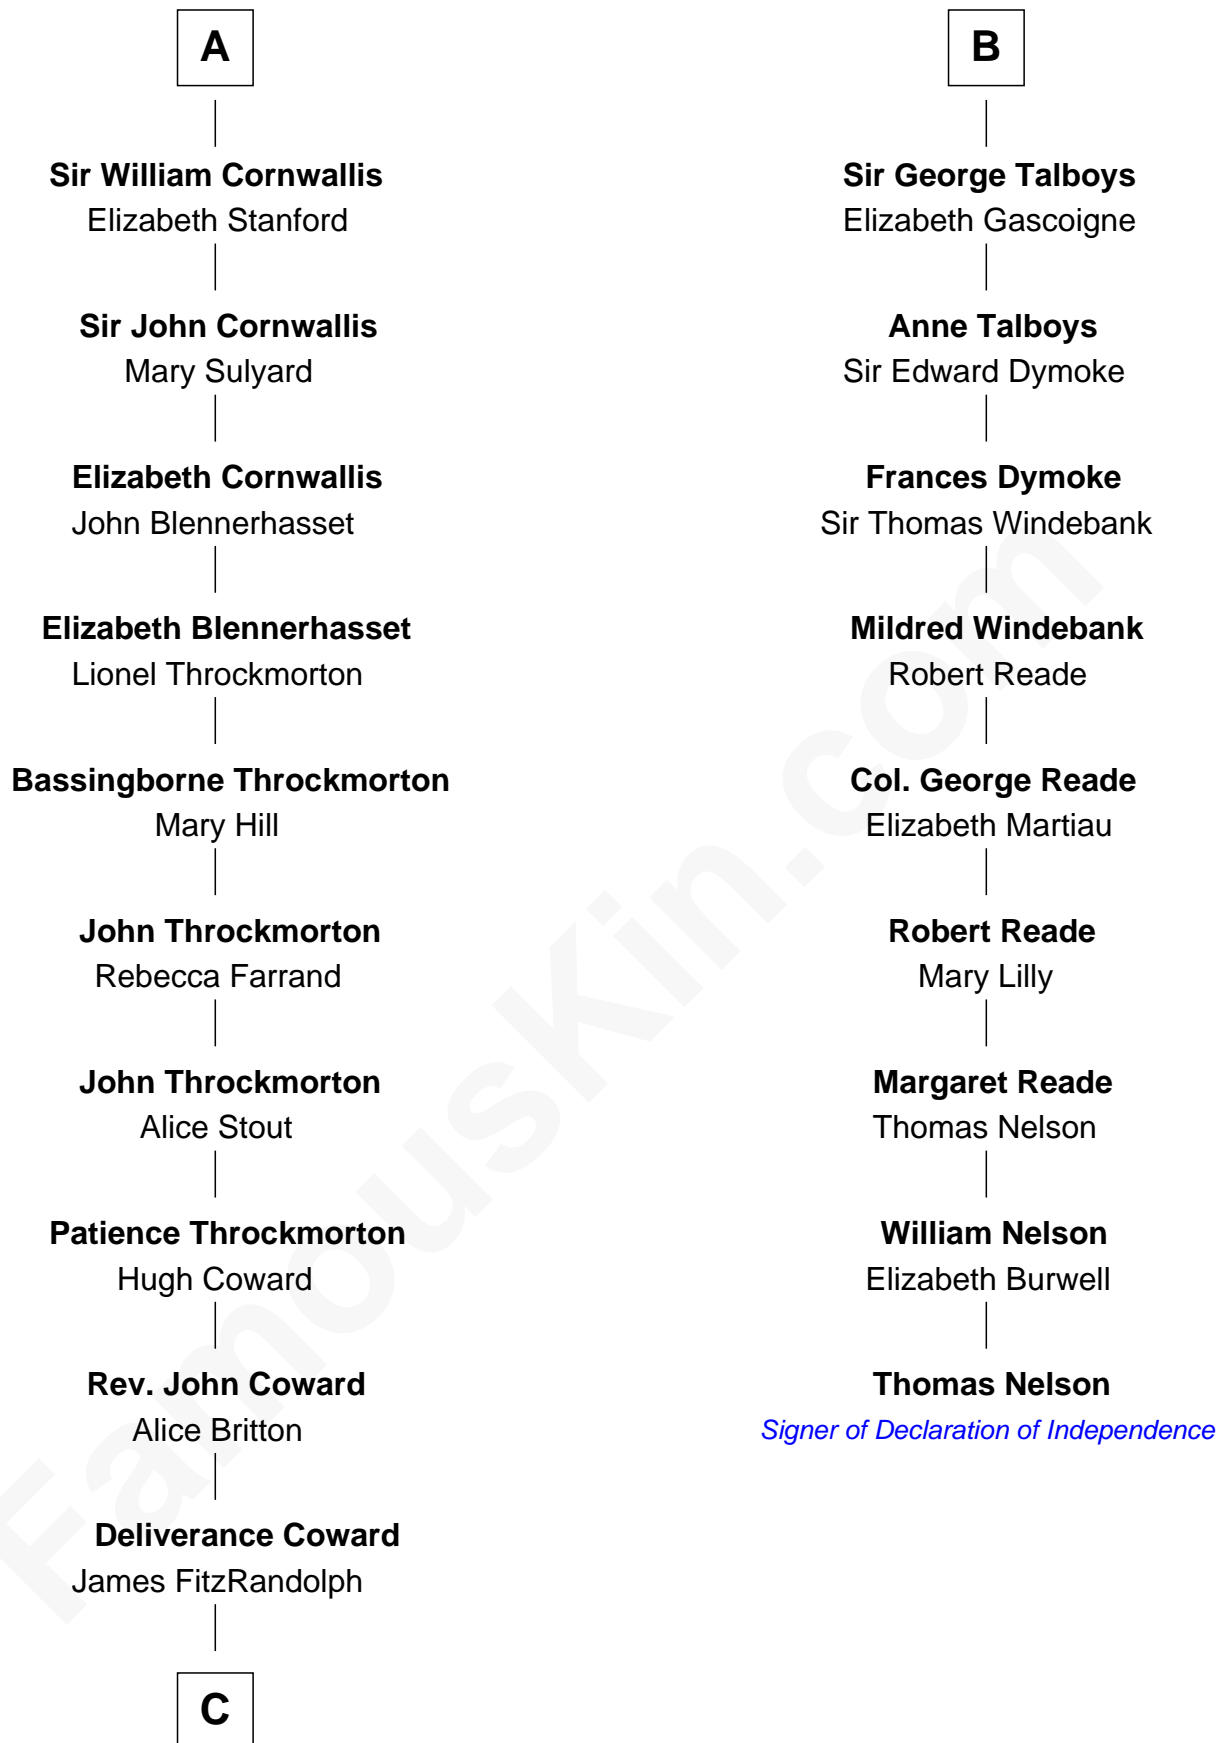 A
Sir William Cornwallis
Elizabeth Stanford
Sir John Cornwallis
Mary Sulyard
Elizabeth Cornwallis
John Blennerhasset
Elizabeth Blennerhasset
Lionel Throckmorton
Bassingborne Throckmorton
Mary Hill
John Throckmorton
Rebecca Farrand
John Throckmorton
Alice Stout
Patience Throckmorton
Hugh Coward
Rev. John Coward
Alice Britton
Deliverance Coward
James FitzRandolph
C
B
Sir George Talboys
Elizabeth Gascoigne
Anne Talboys
Sir Edward Dymoke
Frances Dymoke
Sir Thomas Windebank
Mildred Windebank
Robert Reade
Col. George Reade
Elizabeth Martiau
Robert Reade
Mary Lilly
Margaret Reade
Thomas Nelson
William Nelson
Elizabeth Burwell
Thomas Nelson
Signer of Declaration of Independence
FamousKin.com